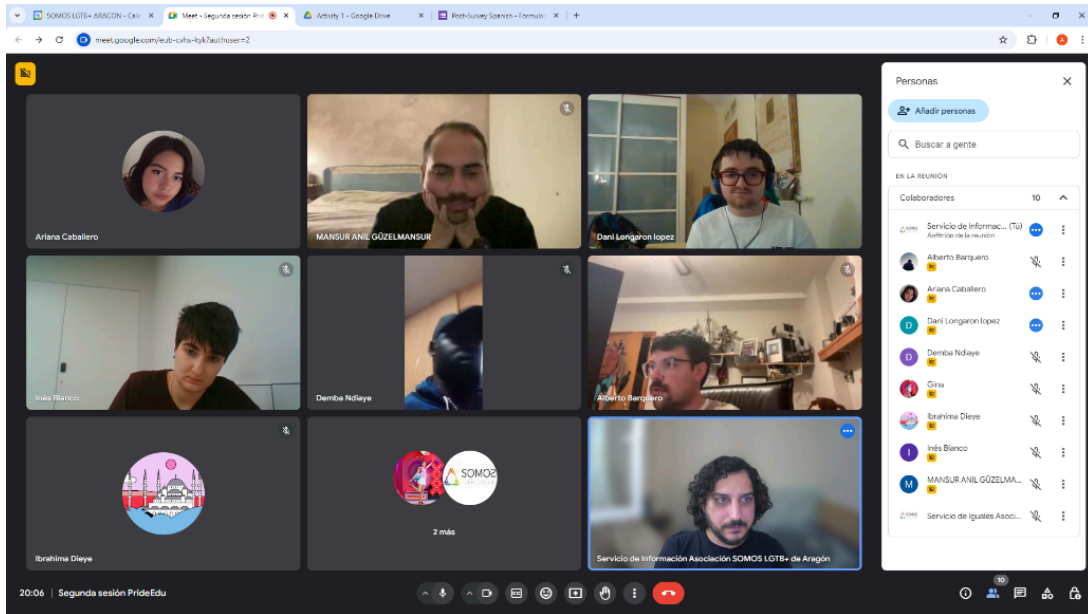 SOMOS LGTB+ ARAGON - Cale
Meet - Segunda sesión Prid
Activity 1 - Google Drive
Post-Survey Spanish - Formula
meet.google.com/eub-cvhs-kyk?authuser=2
Ariana Caballero
MANSUR ANIL GÜZELMANSUR
Dani Longaron lopez
Inés Blanco
Demba Ndiaye
Alberto Barquero
Ibrahima Dieye
SOMOS
2 más
Servicio de Información Asociación SOMOS LGTB+ de Aragón
Personas
Añadir personas
Buscar a gente
EN LA REUNIÓN
Colaboradores 10
Servicio de Informac... (Tú)
Anfitrión de la reunión
Alberto Barquero
Ariana Caballero
D Dani Longaron lopez
D Demba Ndiaye
Gina
Ibrahima Dieye
I Inés Blanco
M MANSUR ANIL GÜZELMA...
Servicio de Iguales Asoci...
20:06 | Segunda sesión PrideEdu
10